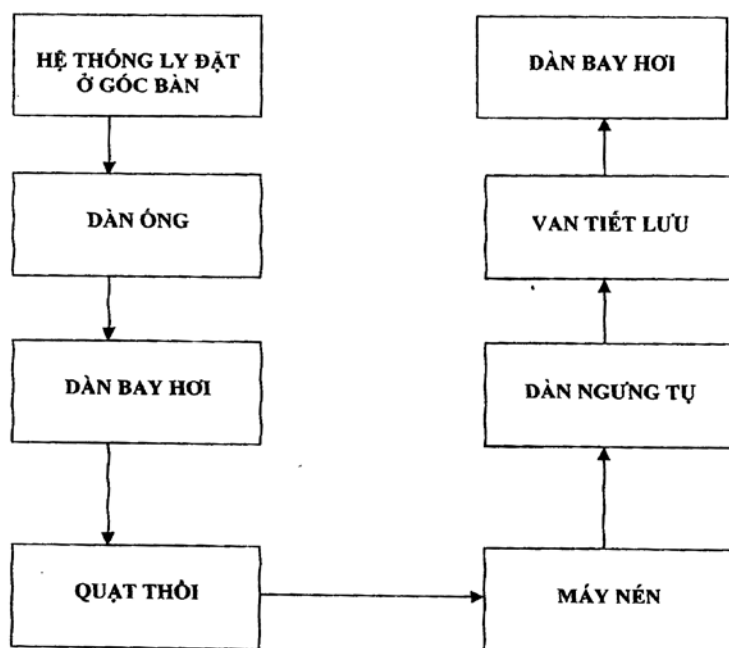 HỆ THỐNG LY ĐẶT
Ở GÓC BÀN
DÀN BAY HƠI
DÀN ỐNG
VAN TIẾT LƯU
DÀN BAY HƠI
DÀN NGƯNG TỤ
QUẠT THỔI
MÁY NÉN